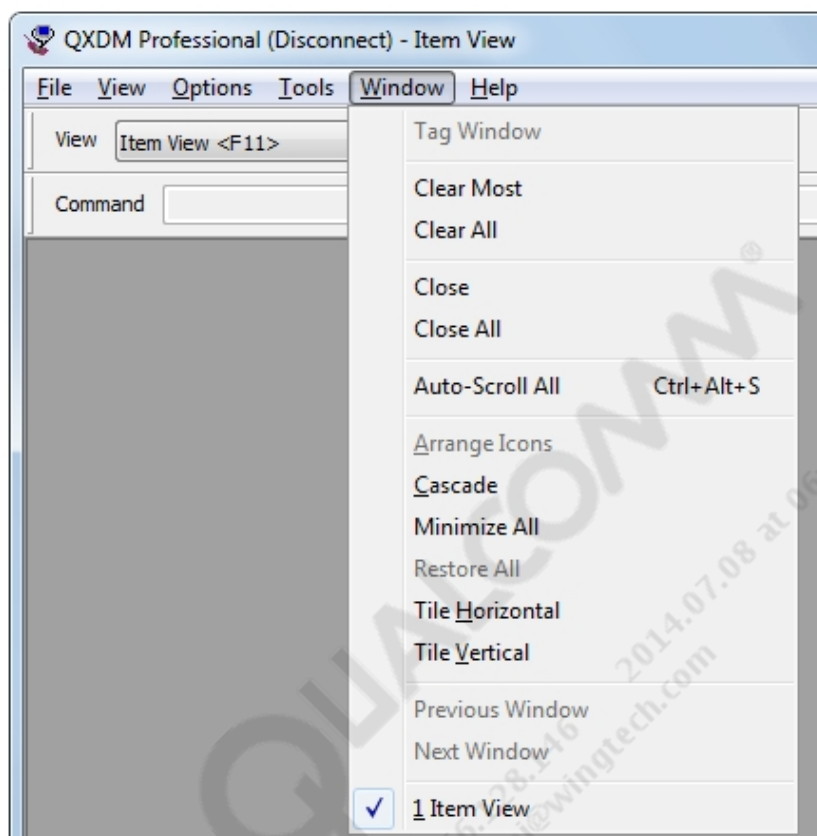 QXDM Professional (Disconnect) - Item View
File View Options Tools Window Help
View Item View <F11>
Command
Tag Window
Clear Most
Clear All
Close
Close All
Auto-Scroll All Ctrl+Alt+S
Arrange Icons
Cascade
Minimize All
Restore All
Tile Horizontal
Tile Vertical
Previous Window
Next Window
1 Item View
QUALCOMM®
2014.07.08 at 06